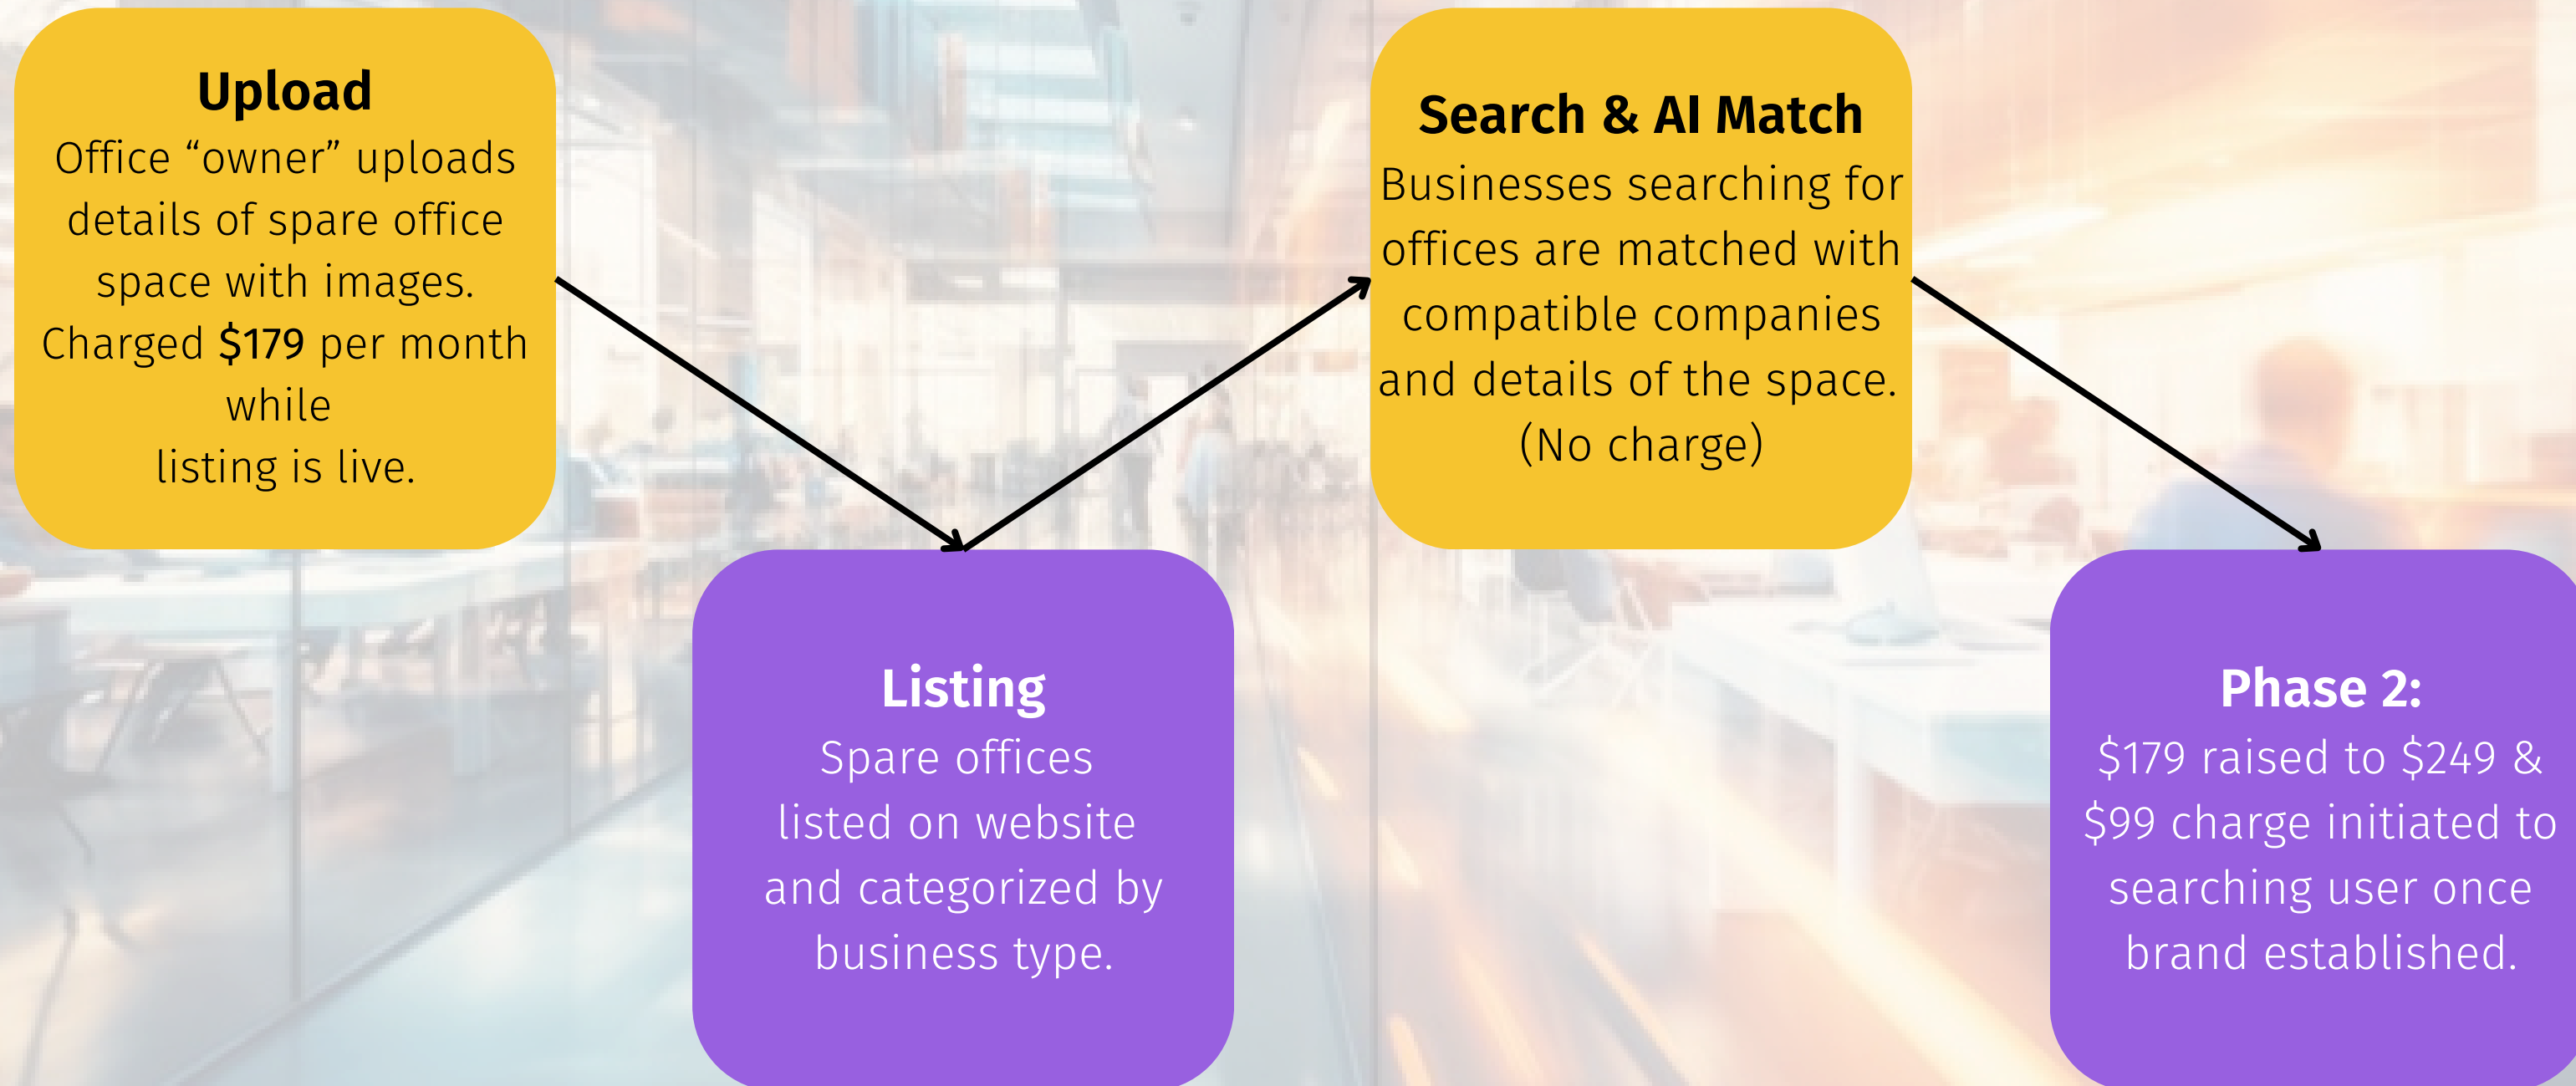 Upload
Office “owner” uploads
details of spare office
space with images.
Charged $179 per month
while
listing is live.
Listing
Spare offices
listed on website
and categorized by
business type.
Search & AI Match
Businesses searching for
offices are matched with
compatible companies
and details of the space.
(No charge)
Phase 2:
$179 raised to $249 &
$99 charge initiated to
searching user once
brand established.